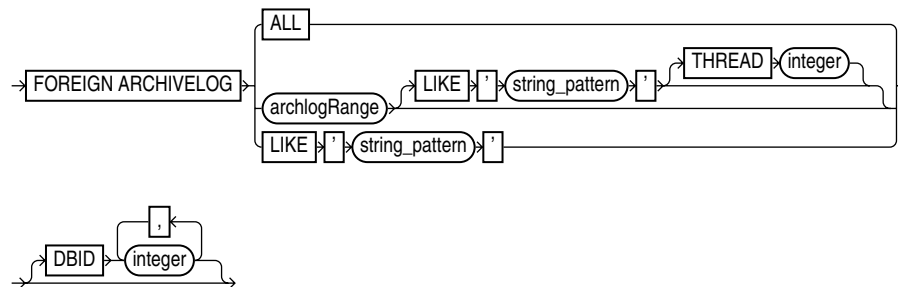 ALL
FOREIGN ARCHIVELOG archlogRange LIKE ' string_pattern ' THREAD integer
LIKE ' string_pattern '
,
DBID integer